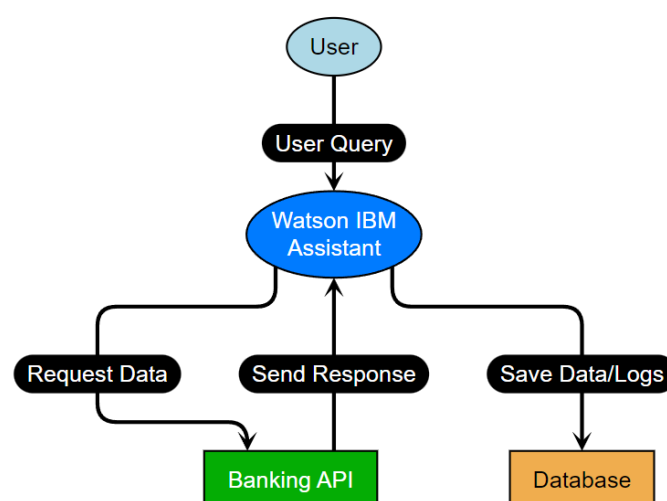 User
User Query
Watson IBM
Assistant
Request Data
Send Response
Save Data/Logs
Banking API
Database